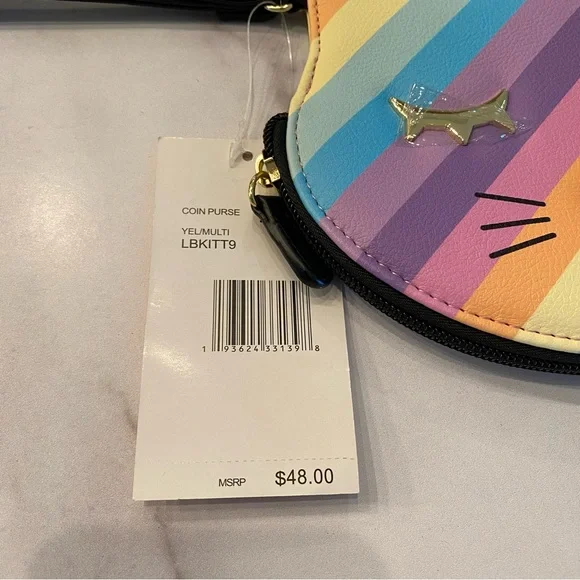 COIN PURSE
YEL/MULTI
LBKITT9
1 93624 33139 8
MSRP $48.00